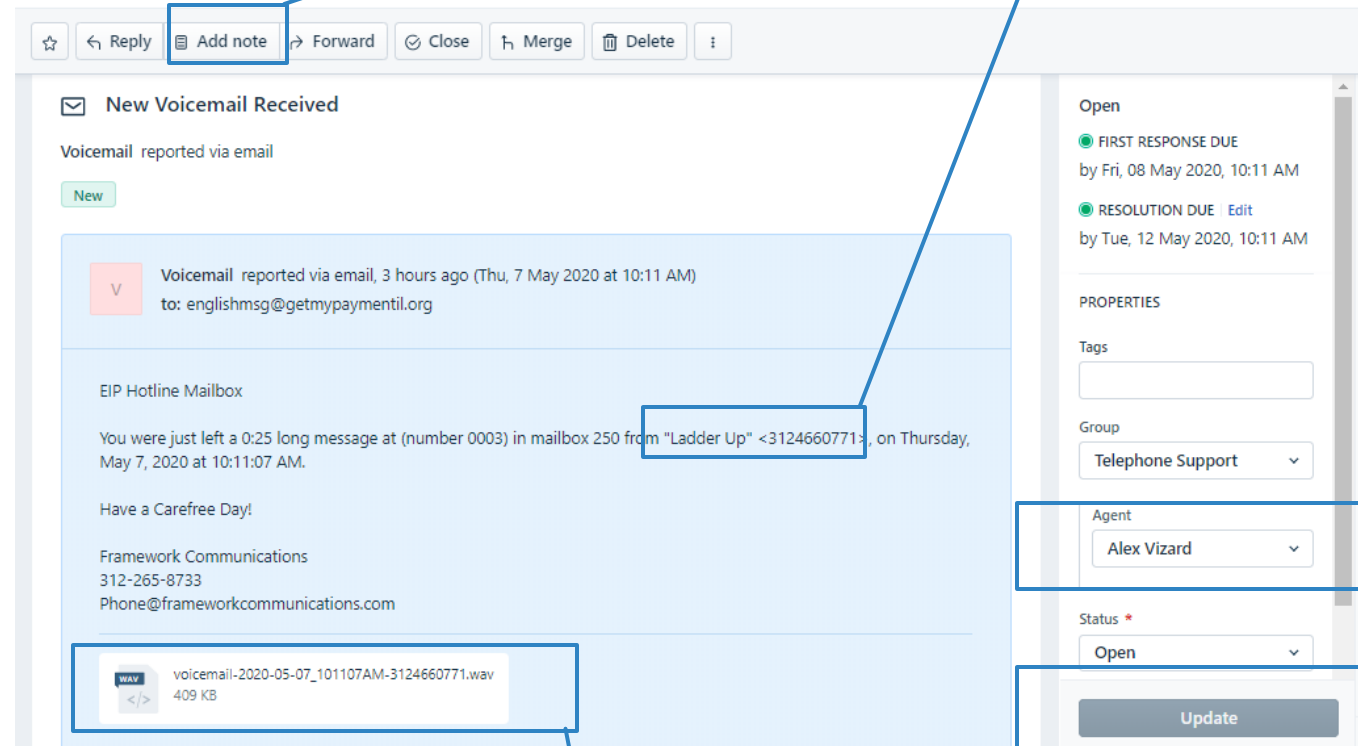 Reply
Add note
Forward
Close
Merge
Delete
New Voicemail Received
Voicemail reported via email
New
V
Voicemail reported via email, 3 hours ago (Thu, 7 May 2020 at 10:11 AM)
to: englishmsg@getmypaymentil.org
EIP Hotline Mailbox
You were just left a 0:25 long message at (number 0003) in mailbox 250 from "Ladder Up" <3124660771>, on Thursday,
May 7, 2020 at 10:11:07 AM.
Have a Carefree Day!
Framework Communications
312-265-8733
Phone@frameworkcommunications.com
WAV
</>
voicemail-2020-05-07_101107AM-3124660771.wav
409 KB
Open
FIRST RESPONSE DUE
by Fri, 08 May 2020, 10:11 AM
RESOLUTION DUE Edit
by Tue, 12 May 2020, 10:11 AM
PROPERTIES
Tags
Group
Telephone Support
Agent
Alex Vizard
Status *
Open
Update